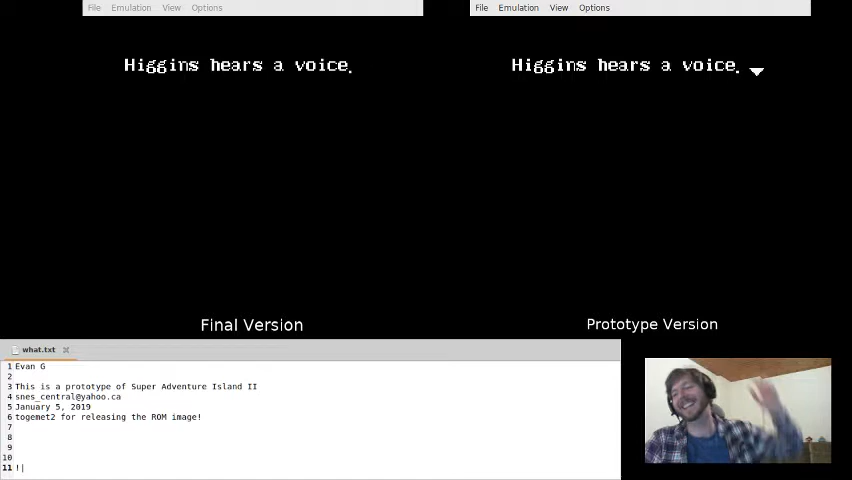 File Emulation View Options
File Emulation View Options
Higgins hears a voice.
Higgins hears a voice.
Final Version
Prototype Version
what.txt
1 Evan G
2
3 This is a prototype of Super Adventure Island II
4 snes_central@yahoo.ca
5 January 5, 2019
6 togemet2 for releasing the ROM image!
7
8
9
10
11 !